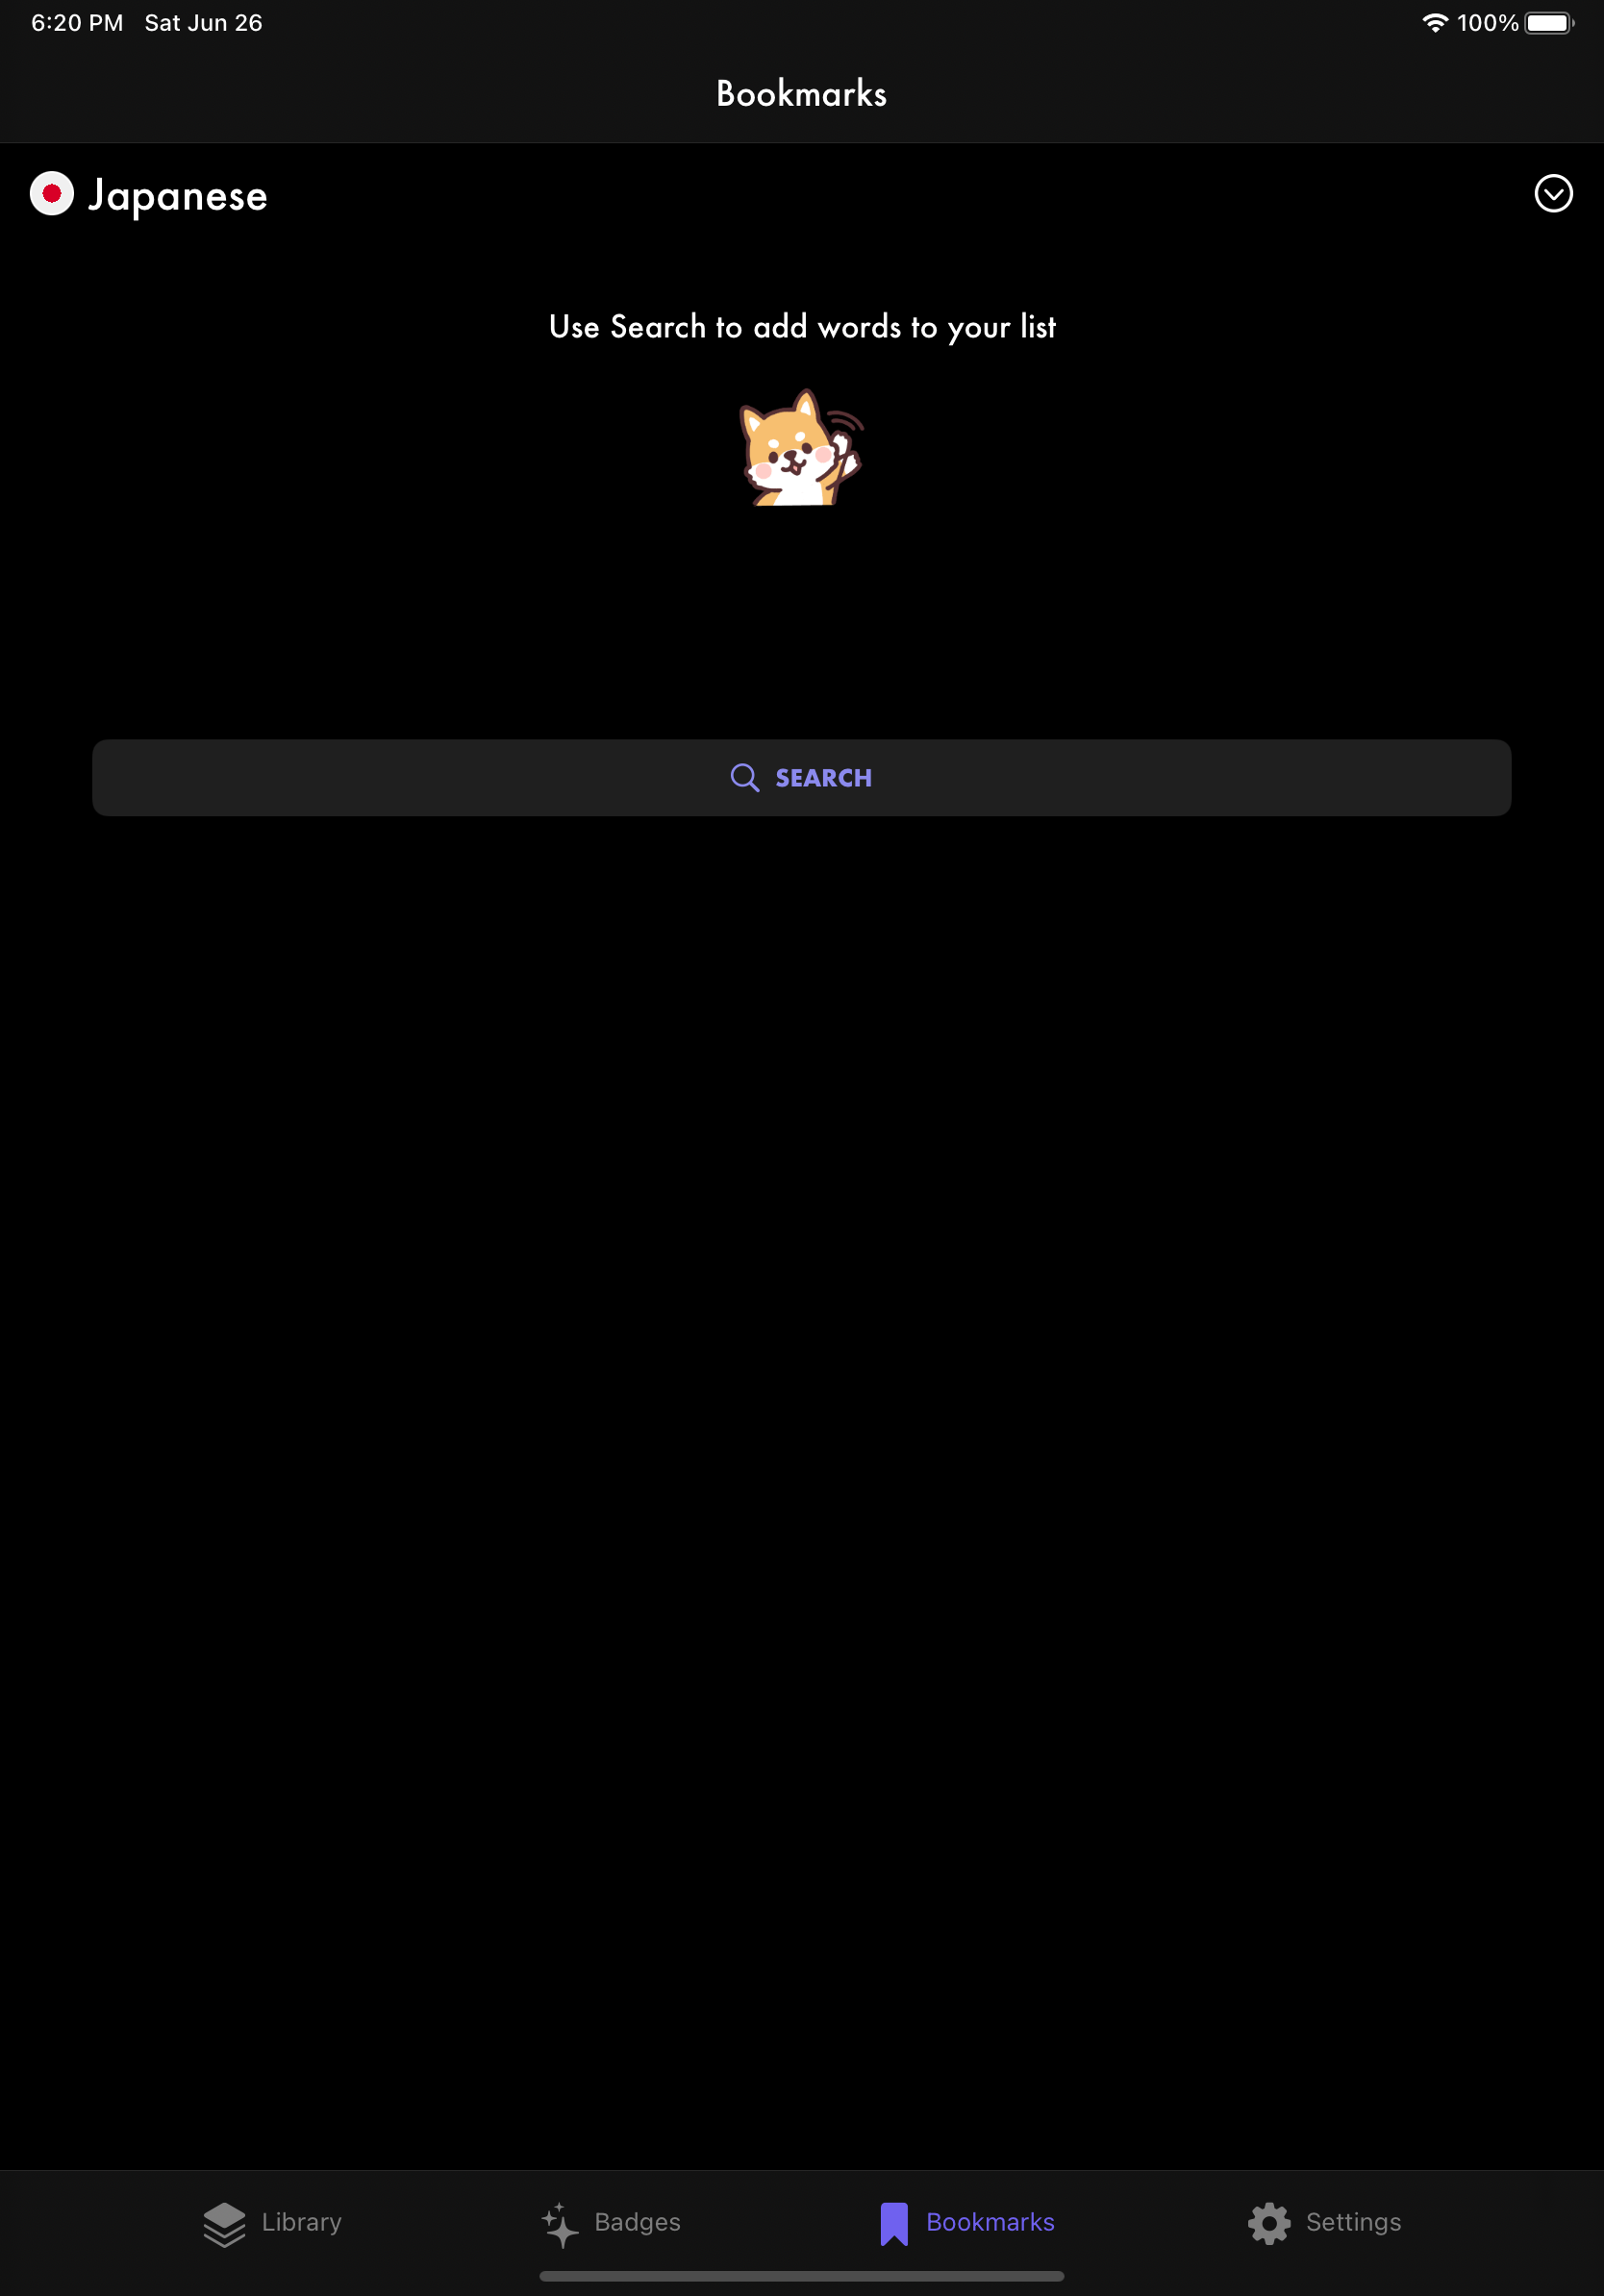 6:20 PM Sat Jun 26 100%
Bookmarks
Japanese
Use Search to add words to your list
SEARCH
Library Badges Bookmarks Settings